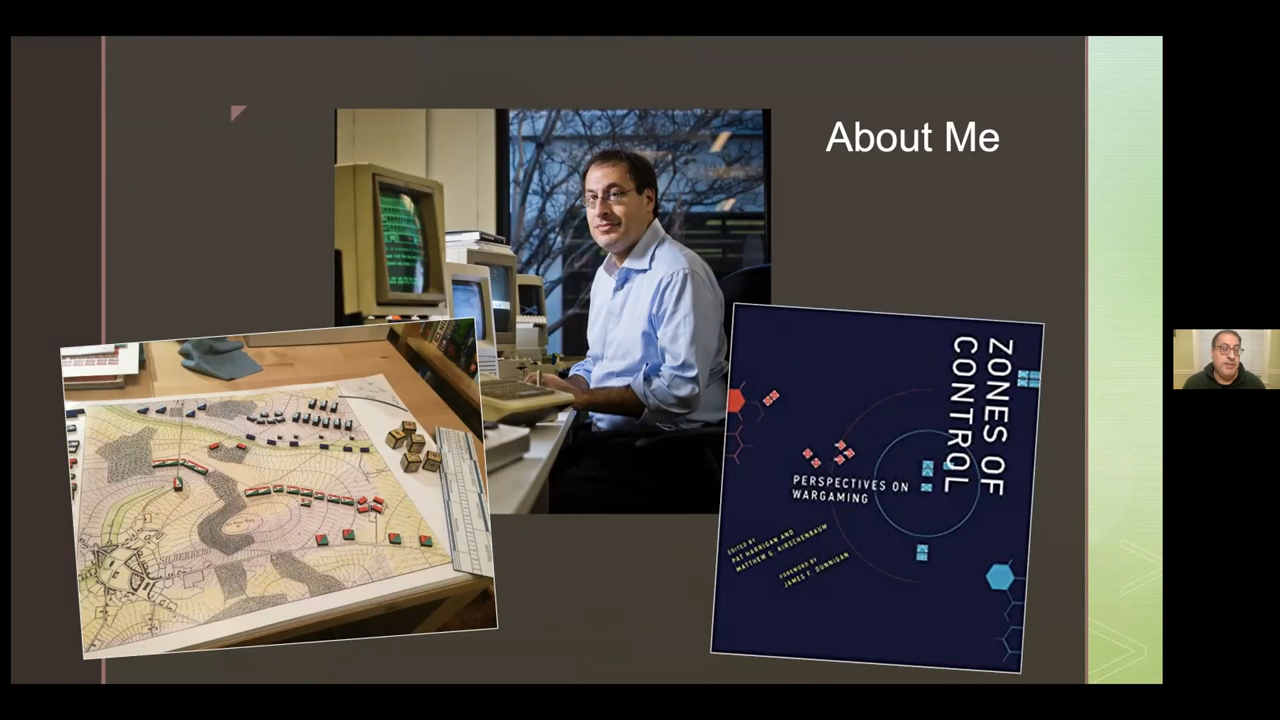 About Me
ZONES OF
CONTROL
PERSPECTIVES ON
WARGAMING
EDITED BY
PAT HARRIGAN AND
MATTHEW G. KIRSCHENBAUM
FOREWORD BY
JAMES F. DUNNIGAN
SILBERBERG